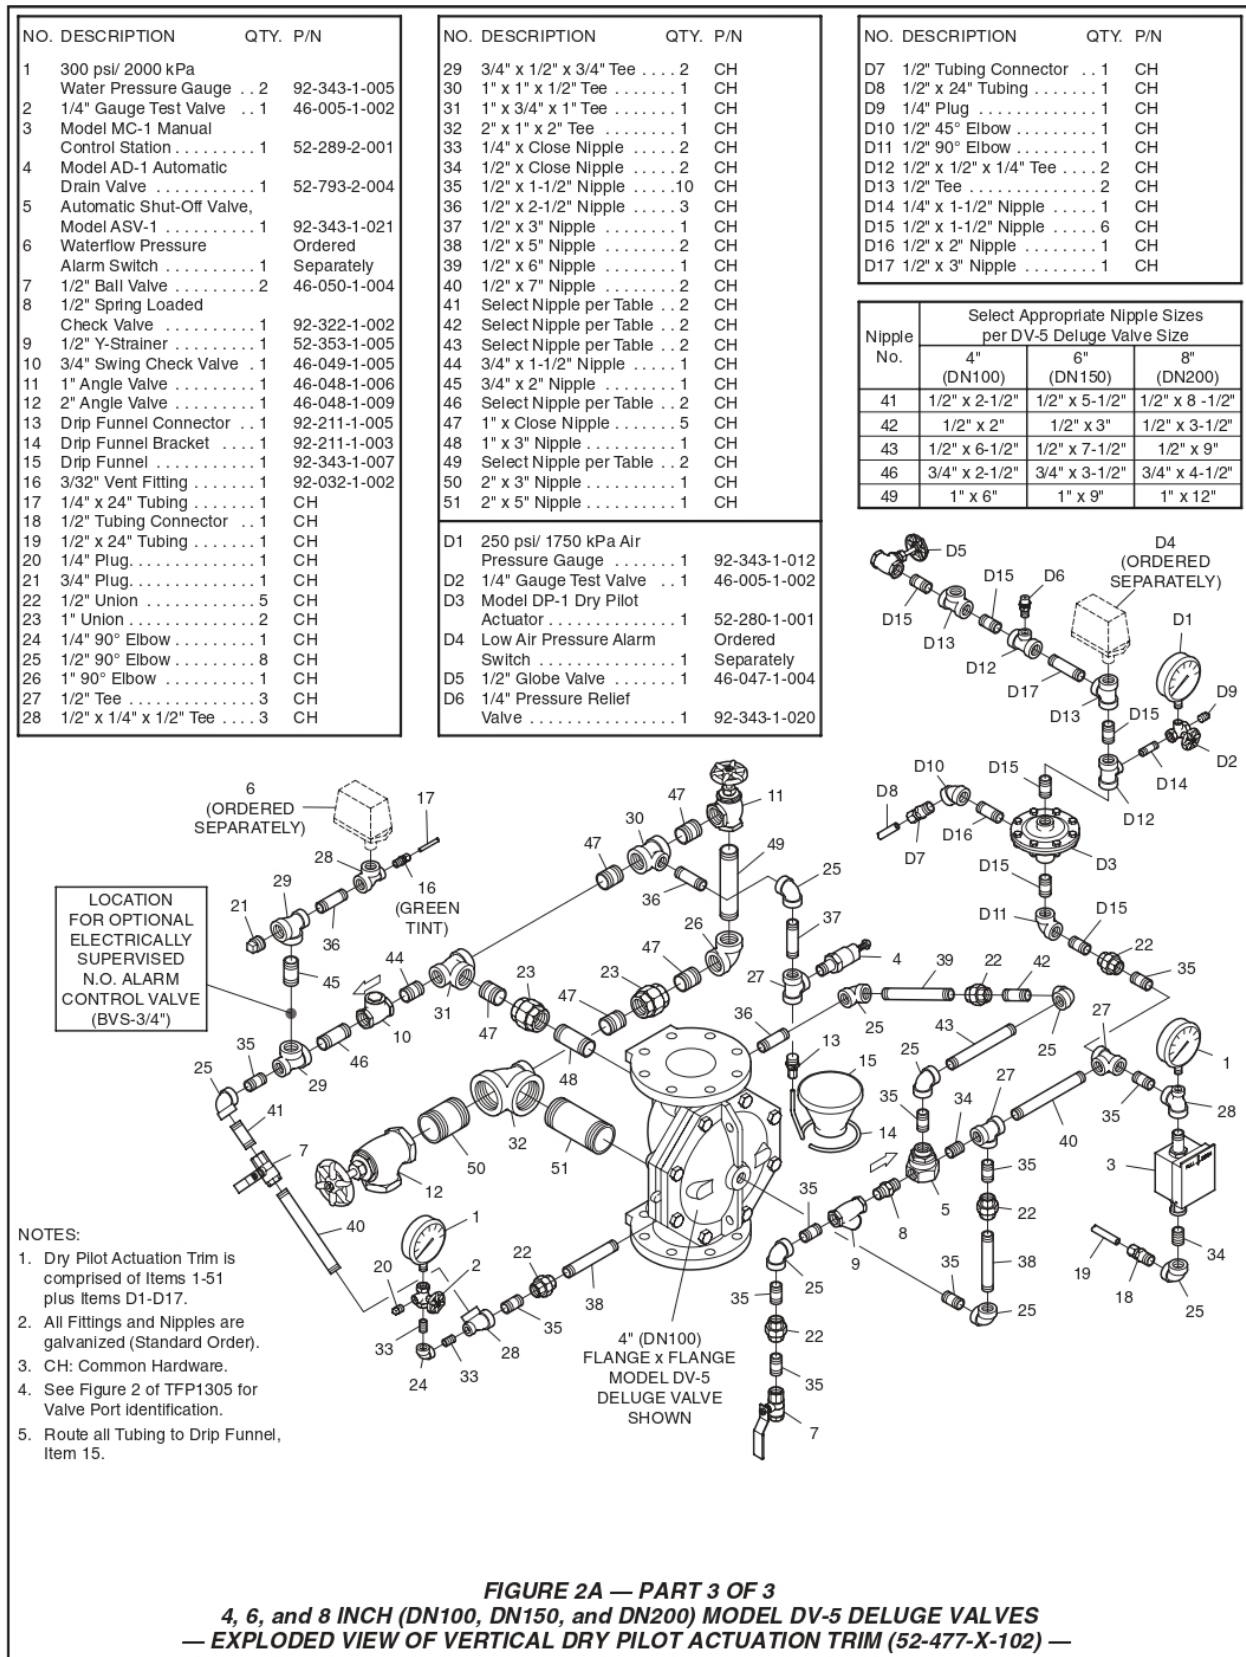 NO. DESCRIPTION QTY. P/N
1 300 psi/ 2000 kPa
Water Pressure Gauge . . 2 92-343-1-005
2 1/4" Gauge Test Valve . . 1 46-005-1-002
3 Model MC-1 Manual
Control Station . . . . . . . . . 1 52-289-2-001
4 Model AD-1 Automatic
Drain Valve . . . . . . . . . . . 1 52-793-2-004
5 Automatic Shut-Off Valve,
Model ASV-1 . . . . . . . . . . 1 92-343-1-021
6 Waterflow Pressure Ordered
Alarm Switch . . . . . . . . . . 1 Separately
7 1/2" Ball Valve . . . . . . . . . 2 46-050-1-004
8 1/2" Spring Loaded
Check Valve . . . . . . . . . . 1 92-322-1-002
9 1/2" Y-Strainer . . . . . . . . . 1 52-353-1-005
10 3/4" Swing Check Valve . 1 46-049-1-005
11 1" Angle Valve . . . . . . . . . 1 46-048-1-006
12 2" Angle Valve . . . . . . . . . 1 46-048-1-009
13 Drip Funnel Connector . . 1 92-211-1-005
14 Drip Funnel Bracket . . . . 1 92-211-1-003
15 Drip Funnel . . . . . . . . . . . 1 92-343-1-007
16 3/32" Vent Fitting . . . . . . . 1 92-032-1-002
17 1/4" x 24" Tubing . . . . . . . 1 CH
18 1/2" Tubing Connector . . 1 CH
19 1/2" x 24" Tubing . . . . . . . 1 CH
20 1/4" Plug. . . . . . . . . . . . . 1 CH
21 3/4" Plug. . . . . . . . . . . . . 1 CH
22 1/2" Union . . . . . . . . . . . . 5 CH
23 1" Union . . . . . . . . . . . . . 2 CH
24 1/4" 90° Elbow . . . . . . . . . 1 CH
25 1/2" 90° Elbow . . . . . . . . . 8 CH
26 1" 90° Elbow . . . . . . . . . . 1 CH
27 1/2" Tee . . . . . . . . . . . . . 3 CH
28 1/2" x 1/4" x 1/2" Tee . . . . 3 CH
NO. DESCRIPTION QTY. P/N
29 3/4" x 1/2" x 3/4" Tee . . . . 2 CH
30 1" x 1" x 1/2" Tee . . . . . . . 1 CH
31 1" x 3/4" x 1" Tee . . . . . . . 1 CH
32 2" x 1" x 2" Tee . . . . . . . . 1 CH
33 1/4" x Close Nipple . . . . . 2 CH
34 1/2" x Close Nipple . . . . . 2 CH
35 1/2" x 1-1/2" Nipple . . . . .10 CH
36 1/2" x 2-1/2" Nipple . . . . . 3 CH
37 1/2" x 3" Nipple . . . . . . . . 1 CH
38 1/2" x 5" Nipple . . . . . . . . 2 CH
39 1/2" x 6" Nipple . . . . . . . . 1 CH
40 1/2" x 7" Nipple . . . . . . . . 2 CH
41 Select Nipple per Table . . 2 CH
42 Select Nipple per Table . . 2 CH
43 Select Nipple per Table . . 2 CH
44 3/4" x 1-1/2" Nipple . . . . . 1 CH
45 3/4" x 2" Nipple . . . . . . . . 1 CH
46 Select Nipple per Table . . 2 CH
47 1" x Close Nipple . . . . . . . 5 CH
48 1" x 3" Nipple . . . . . . . . . . 1 CH
49 Select Nipple per Table . . 2 CH
50 2" x 3" Nipple . . . . . . . . . . 1 CH
51 2" x 5" Nipple . . . . . . . . . . 1 CH
D1 250 psi/ 1750 kPa Air
Pressure Gauge . . . . . . . 1 92-343-1-012
D2 1/4" Gauge Test Valve . . 1 46-005-1-002
D3 Model DP-1 Dry Pilot
Actuator . . . . . . . . . . . . . . 1 52-280-1-001
D4 Low Air Pressure Alarm Ordered
Switch . . . . . . . . . . . . . . . 1 Separately
D5 1/2" Globe Valve . . . . . . . 1 46-047-1-004
D6 1/4" Pressure Relief
Valve . . . . . . . . . . . . . . . . 1 92-343-1-020
NO. DESCRIPTION QTY. P/N
D7 1/2" Tubing Connector . . 1 CH
D8 1/2" x 24" Tubing . . . . . . . 1 CH
D9 1/4" Plug . . . . . . . . . . . . . 1 CH
D10 1/2" 45° Elbow . . . . . . . . . 1 CH
D11 1/2" 90° Elbow . . . . . . . . . 1 CH
D12 1/2" x 1/2" x 1/4" Tee . . . . 2 CH
D13 1/2" Tee . . . . . . . . . . . . . 2 CH
D14 1/4" x 1-1/2" Nipple . . . . . 1 CH
D15 1/2" x 1-1/2" Nipple . . . . . 6 CH
D16 1/2" x 2" Nipple . . . . . . . . 1 CH
D17 1/2" x 3" Nipple . . . . . . . . 1 CH
Nipple No. Select Appropriate Nipple Sizes
per DV-5 Deluge Valve Size
4" 6" 8"
(DN100) (DN150) (DN200)
41 1/2" x 2-1/2" 1/2" x 5-1/2" 1/2" x 8 -1/2"
42 1/2" x 2" 1/2" x 3" 1/2" x 3-1/2"
43 1/2" x 6-1/2" 1/2" x 7-1/2" 1/2" x 9"
46 3/4" x 2-1/2" 3/4" x 3-1/2" 3/4" x 4-1/2"
49 1" x 6" 1" x 9" 1" x 12"
D5
D4
(ORDERED
SEPARATELY)
D15
D6
D1
D15
D13
D12
D17
D9
D13
D15
D2
D14
D12
D10
D15
D8
D16
D7
D3
D15
D11
D15
22
35
6
(ORDERED
SEPARATELY)
17
28
16
(GREEN
TINT)
29
21
36
45
LOCATION
FOR OPTIONAL
ELECTRICALLY
SUPERVISED
N.O. ALARM
CONTROL VALVE
(BVS-3/4")
47
11
30
47
49
36
25
37
26
44
23
23
47
4
39
22
42
27
31
47
47
10
36
25
43
25
27
1
46
48
13
15
25
35
25
29
41
35
34
27
35
28
40
14
32
50
51
7
12
3
35
5
22
8
35
40
1
9
38
34
19
18
25
35
25
20
2
22
38
35
28
33
33
24
25
35
22
35
7
4" (DN100)
FLANGE x FLANGE
MODEL DV-5
DELUGE VALVE
SHOWN
NOTES:
1. Dry Pilot Actuation Trim is
comprised of Items 1-51
plus Items D1-D17.
2. All Fittings and Nipples are
galvanized (Standard Order).
3. CH: Common Hardware.
4. See Figure 2 of TFP1305 for
Valve Port identification.
5. Route all Tubing to Drip Funnel,
Item 15.
FIGURE 2A — PART 3 OF 3
4, 6, and 8 INCH (DN100, DN150, and DN200) MODEL DV-5 DELUGE VALVES
— EXPLODED VIEW OF VERTICAL DRY PILOT ACTUATION TRIM (52-477-X-102) —